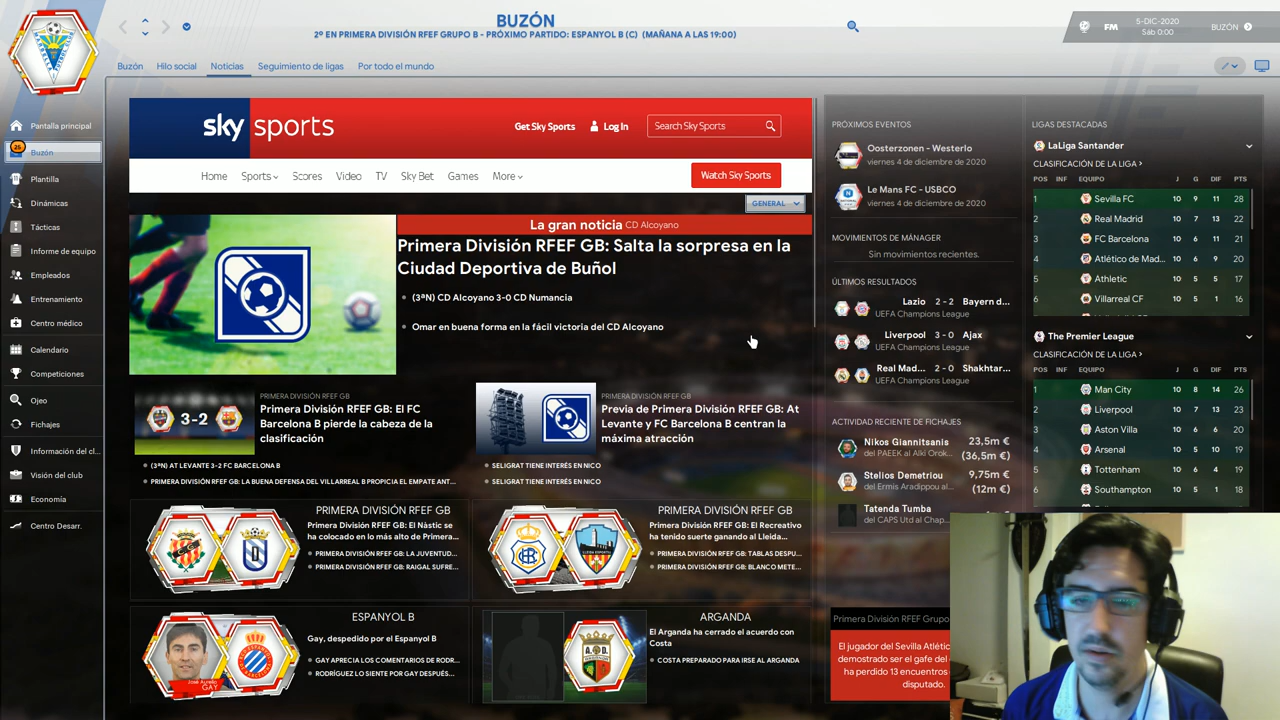 BUZÓN
2º EN PRIMERA DIVISIÓN RFEF GRUPO B - PRÓXIMO PARTIDO: ESPANYOL B (C) (MAÑANA A LAS 19:00)
FM
5-DIC-2020
Sáb 0:00
BUZÓN
Buzón
Hilo social
Noticias
Seguimiento de ligas
Por todo el mundo
Pantalla principal
25
Buzón
Plantilla
Dinámicas
Tácticas
Informe de equipo
Empleados
Entrenamiento
Centro médico
Calendario
Competiciones
Ojeo
Fichajes
Información del cl...
Visión del club
Economía
Centro Desarr.
sky sports
Get Sky Sports
Log In
Search Sky Sports
Home
Sports
Scores
Video
TV
Sky Bet
Games
More
Watch Sky Sports
GENERAL
La gran noticia CD Alcoyano
Primera División RFEF GB: Salta la sorpresa en la
Ciudad Deportiva de Buñol
(3ªN) CD Alcoyano 3-0 CD Numancia
Omar en buena forma en la fácil victoria del CD Alcoyano
3-2
PRIMERA DIVISIÓN RFEF GB
Primera División RFEF GB: El FC
Barcelona B pierde la cabeza de la
clasificación
(3ªN) AT LEVANTE 3-2 FC BARCELONA B
PRIMERA DIVISIÓN RFEF GB: LA BUENA DEFENSA DEL VILLARREAL B PROPICIA EL EMPATE ANT...
PRIMERA DIVISIÓN RFEF GB
Previa de Primera División RFEF GB: At
Levante y FC Barcelona B centran la
máxima atracción
SELIGRAT TIENE INTERÉS EN NICO
SELIGRAT TIENE INTERÉS EN NICO
PRIMERA DIVISIÓN RFEF GB
Primera División RFEF GB: El Nàstic se
ha colocado en lo más alto de Primera...
PRIMERA DIVISIÓN RFEF GB: LA JUVENTUD...
PRIMERA DIVISIÓN RFEF GB: RAIGAL SUFRE...
PRIMERA DIVISIÓN RFEF GB
Primera División RFEF GB: El Recreativo
ha tenido suerte ganando al Lleida...
PRIMERA DIVISIÓN RFEF GB: TABLAS DESPU...
PRIMERA DIVISIÓN RFEF GB: BLANCO METE...
José Aurelio
GAY
ESPANYOL B
Gay, despedido por el Espanyol B
GAY APRECIA LOS COMENTARIOS DE RODR...
RODRÍGUEZ LO SIENTE POR GAY DESPUÉS...
ARGANDA
El Arganda ha cerrado el acuerdo con
Costa
COSTA PREPARADO PARA IRSE AL ARGANDA
PRÓXIMOS EVENTOS
Oosterzonen - Westerlo
viernes 4 de diciembre de 2020
Le Mans FC - USBCO
viernes 4 de diciembre de 2020
MOVIMIENTOS DE MÁNAGER
Sin movimientos recientes.
ÚLTIMOS RESULTADOS
Lazio 2 - 2 Bayern d...
UEFA Champions League
Liverpool 3 - 0 Ajax
UEFA Champions League
Real Mad... 2 - 0 Shakhtar...
UEFA Champions League
ACTIVIDAD RECIENTE DE FICHAJES
Nikos Giannitsanis 23,5m €
del PAEEK al Alki Orok... (36,5m €)
Stelios Demetriou 9,75m €
del Ermis Aradippou al... (12m €)
Tatenda Tumba
del CAPS Utd al Chap...
Primera División RFEF Grupo
El jugador del Sevilla Atlétic
demostrado ser el gafe del
ha perdido 13 encuentros
disputado.
LIGAS DESTACADAS
LaLiga Santander
CLASIFICACIÓN DE LA LIGA >
POS INF EQUIPO J G DIF PTS
1 Sevilla FC 10 9 11 28
2 Real Madrid 10 7 13 22
3 FC Barcelona 10 6 11 21
4 Atlético de Mad... 10 6 9 20
5 Athletic 10 5 5 17
6 Villarreal CF 10 5 1 16
The Premier League
CLASIFICACIÓN DE LA LIGA >
POS INF EQUIPO J G DIF PTS
1 Man City 10 8 14 26
2 Liverpool 10 7 13 23
3 Aston Villa 10 6 6 20
4 Arsenal 10 5 10 19
5 Tottenham 10 6 4 19
6 Southampton 10 5 1 18